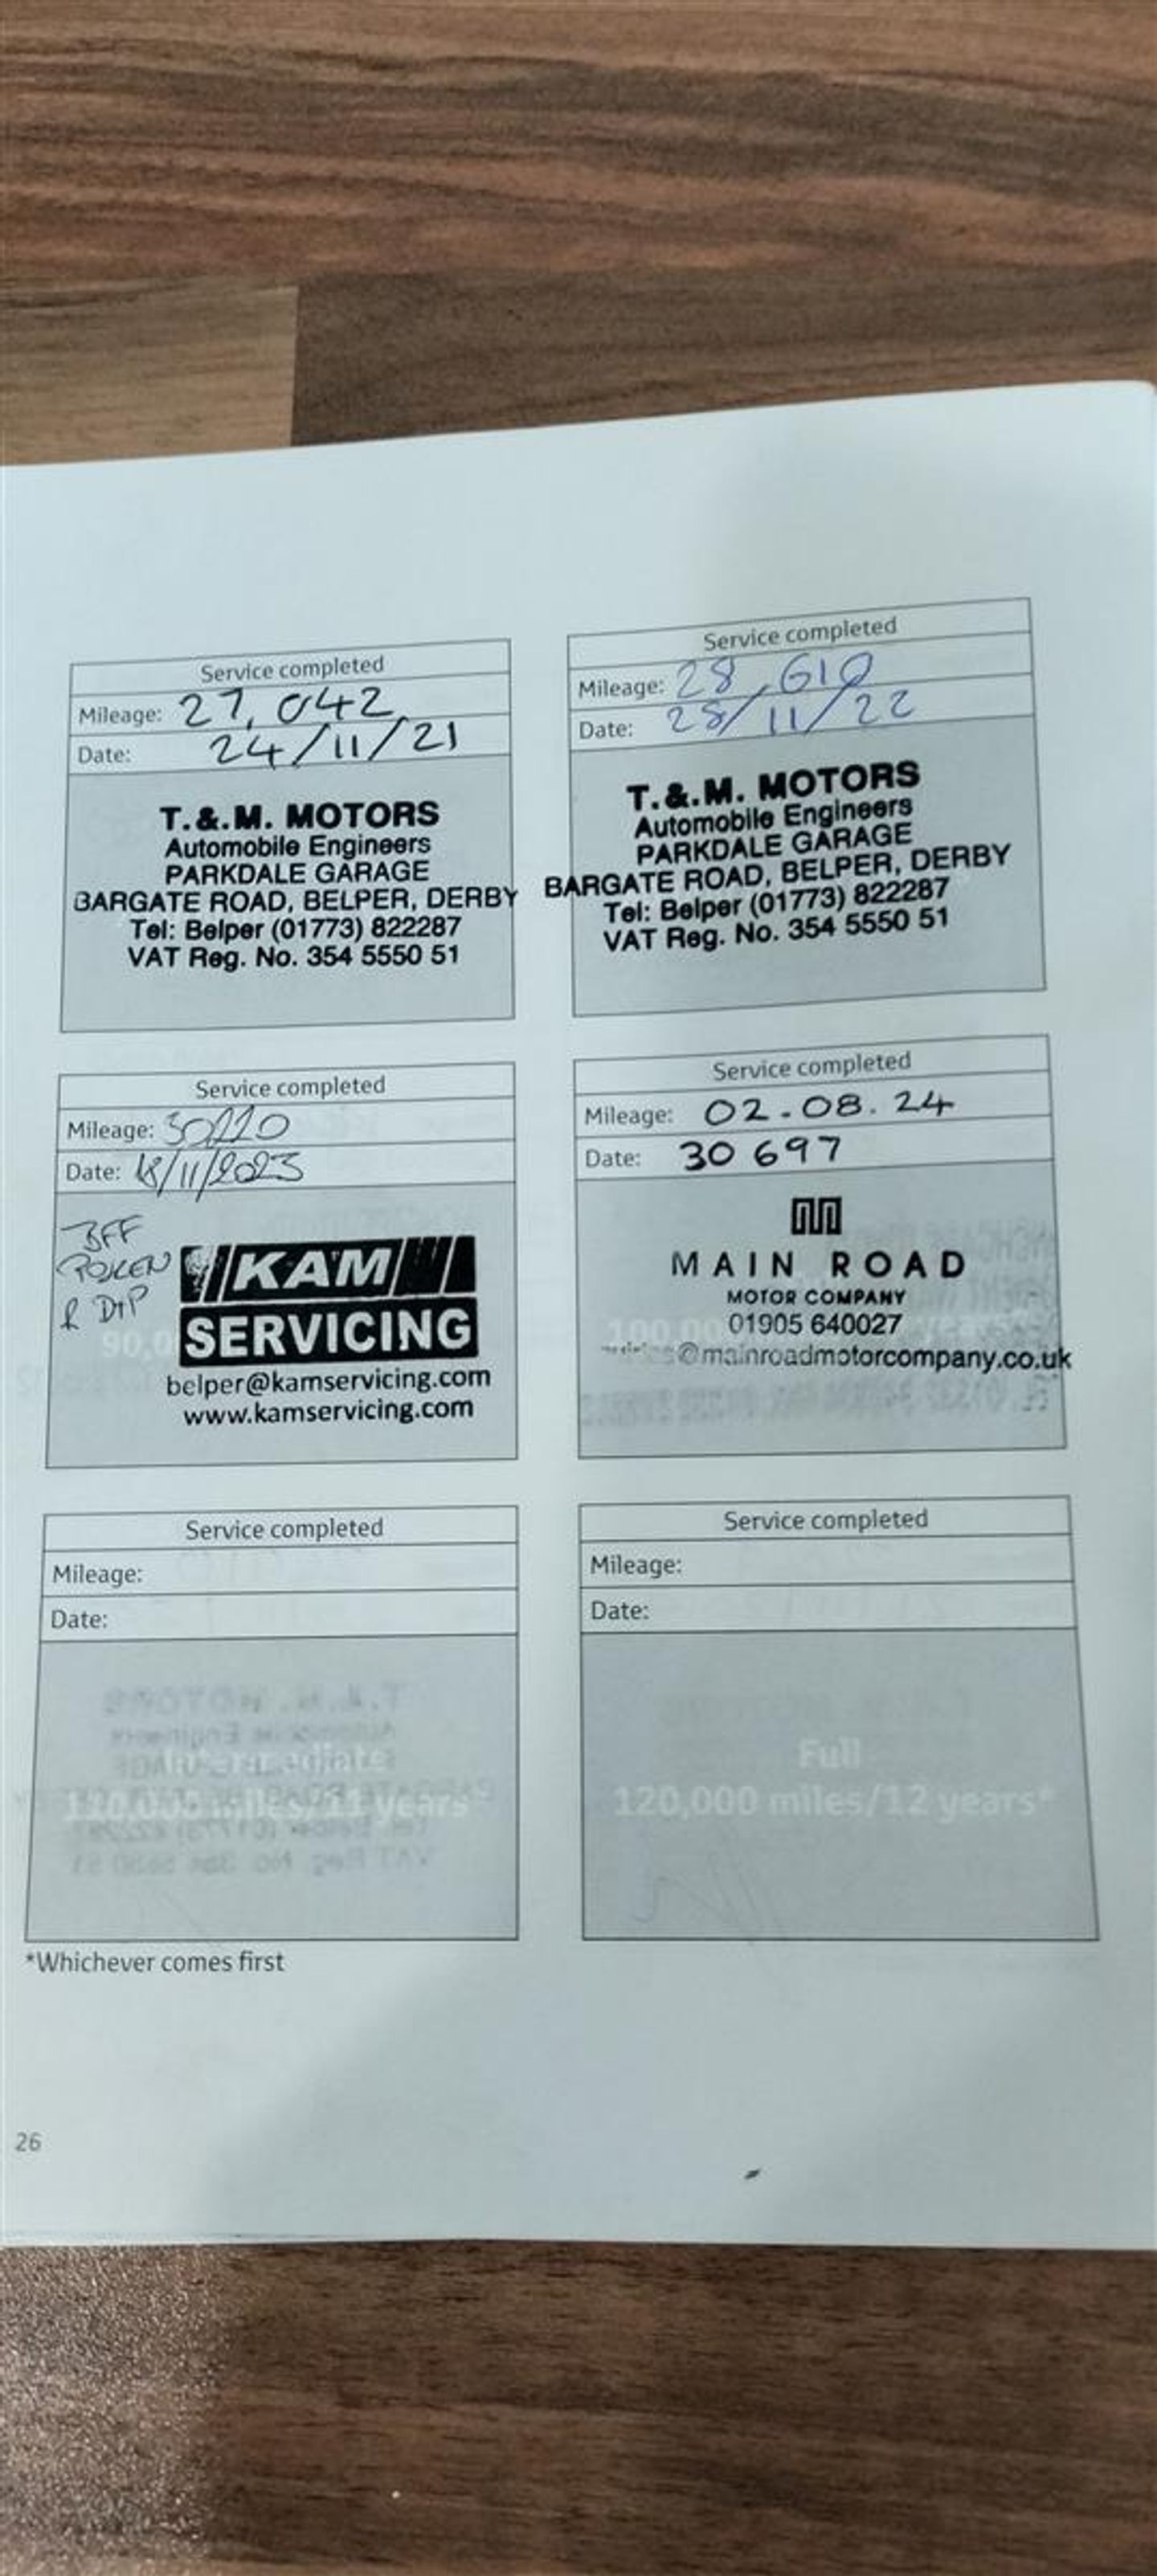 Service completed
Mileage: 27,042
Date: 24/11/21
T.&.M. MOTORS
Automobile Engineers
PARKDALE GARAGE
BARGATE ROAD, BELPER, DERBY
Tel: Belper (01773) 822287
VAT Reg. No. 354 5550 51
Service completed
Mileage: 28,610
Date: 28/11/22
T.&.M. MOTORS
Automobile Engineers
PARKDALE GARAGE
BARGATE ROAD, BELPER, DERBY
Tel: Belper (01773) 822287
VAT Reg. No. 354 5550 51
Service completed
Mileage:
Date: 18/11/2023
POLLEN
KAM
SERVICING
belper@kamservicing.com
www.kamservicing.com
Service completed
Mileage: 02.08.24
Date: 30 697
MAIN ROAD
MOTOR COMPANY
01905 640027
@mainroadmotorcompany.co.uk
Service completed
Mileage:
Date:
Intermediate
110,000 miles/11 years*
Service completed
Mileage:
Date:
Full
120,000 miles/12 years*
*Whichever comes first
26